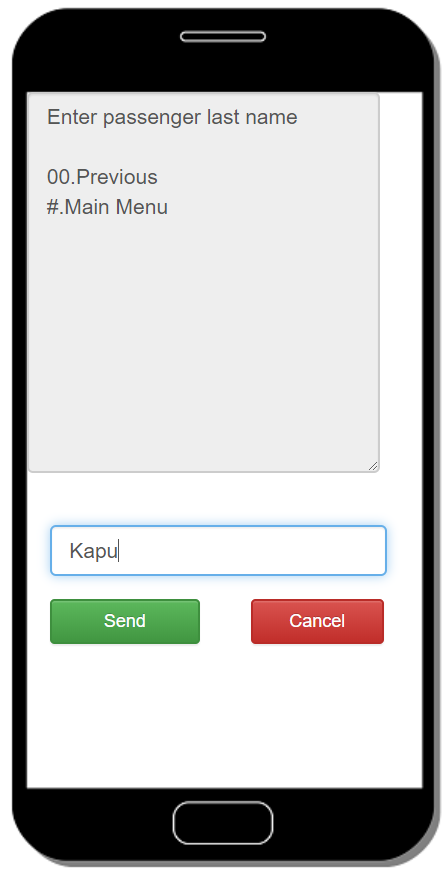 Enter passenger last name
00.Previous
#.Main Menu
Kapu
Send
Cancel